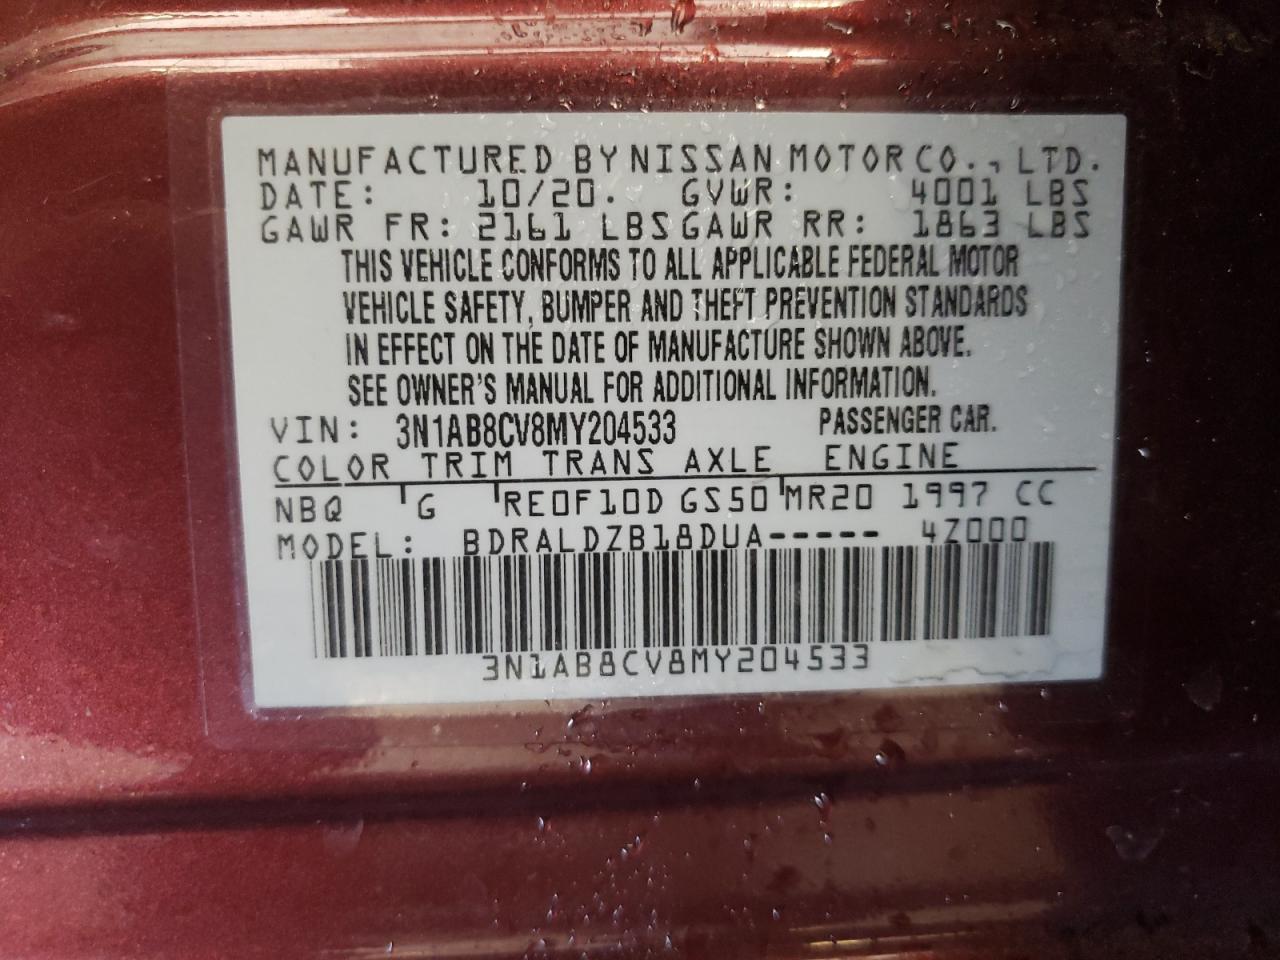 MANUFACTURED BY NISSAN MOTOR CO., LTD.
DATE: 10/20. GVWR: 4001 LBS
GAWR FR: 2161 LBS GAWR RR: 1863 LBS
THIS VEHICLE CONFORMS TO ALL APPLICABLE FEDERAL MOTOR
VEHICLE SAFETY, BUMPER AND THEFT PREVENTION STANDARDS
IN EFFECT ON THE DATE OF MANUFACTURE SHOWN ABOVE.
SEE OWNER'S MANUAL FOR ADDITIONAL INFORMATION.
VIN: 3N1AB8CV8MY204533 PASSENGER CAR.
COLOR TRIM TRANS AXLE ENGINE
NBQ G RE0F10D GS50 MR20 1997 CC
MODEL: BDRALDZB18DUA----- 4Z000
3N1AB8CV8MY204533